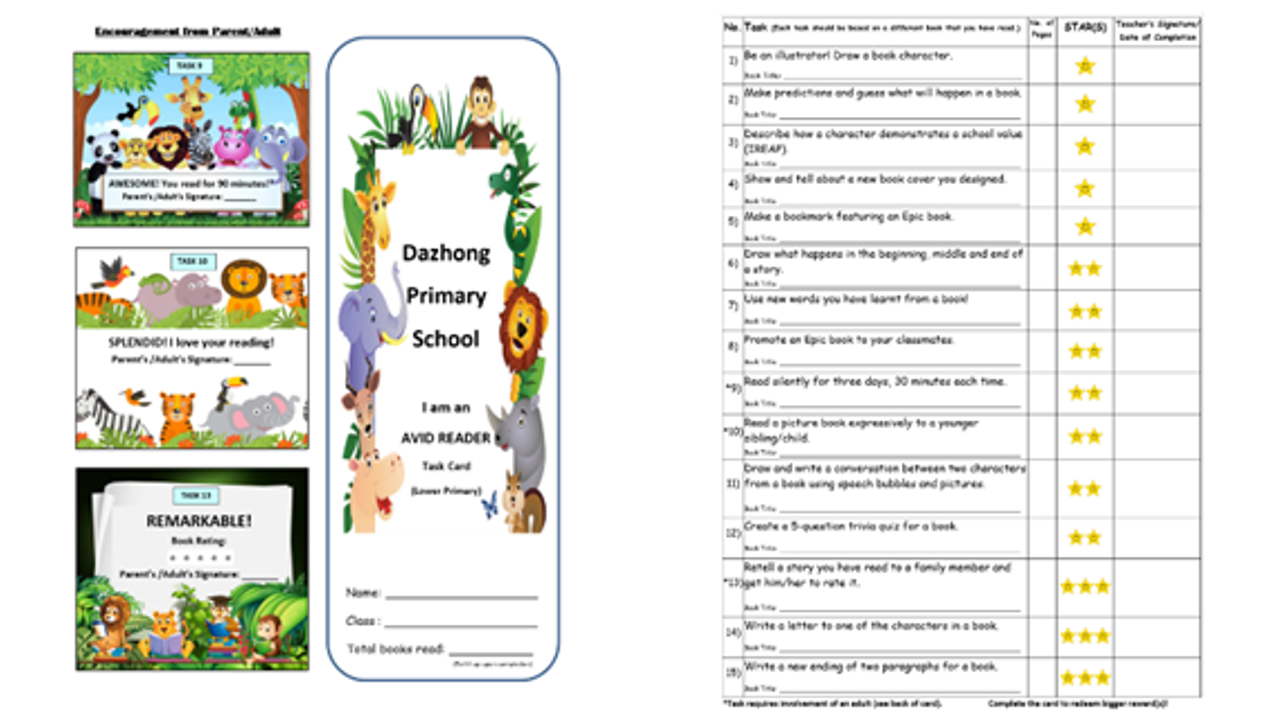 Encouragement from Parent/Adult
TASK 9
AWESOME! You read for 90 minutes!
Parent's /Adult's Signature: ______
TASK 10
SPLENDID! I love your reading!
Parent's /Adult's Signature: ______
TASK 13
REMARKABLE!
Book Rating:
Parent's /Adult's Signature: ______
Dazhong
Primary
School
I am an
AVID READER
Task Card
(Lower Primary)
Name: ______
Class : ______
Total books read: ______
No. Task (Each task should be based on a different book that you have read.) No. of Pages STAR(S) Teacher's Signature/ Date of Completion
1) Be an illustrator! Draw a book character.
Book Title: ______
2) Make predictions and guess what will happen in a book.
Book Title: ______
3) Describe how a character demonstrates a school value
(IREAP).
Book Title: ______
4) Show and tell about a new book cover you designed.
Book Title: ______
5) Make a bookmark featuring an Epic book.
Book Title: ______
6) Draw what happens in the beginning, middle and end of
a story.
Book Title: ______
7) Use new words you have learnt from a book!
Book Title: ______
8) Promote an Epic book to your classmates.
Book Title: ______
*9) Read silently for three days, 30 minutes each time.
Book Title: ______
*10) Read a picture book expressively to a younger
sibling/child.
Book Title: ______
11) Draw and write a conversation between two characters
from a book using speech bubbles and pictures.
Book Title: ______
12) Create a 5-question trivia quiz for a book.
Book Title: ______
*13) Retell a story you have read to a family member and
get him/her to rate it.
Book Title: ______
14) Write a letter to one of the characters in a book.
Book Title: ______
15) Write a new ending of two paragraphs for a book.
Book Title: ______
*Task requires involvement of an adult (see back of card). Complete the card to redeem bigger reward(s)!